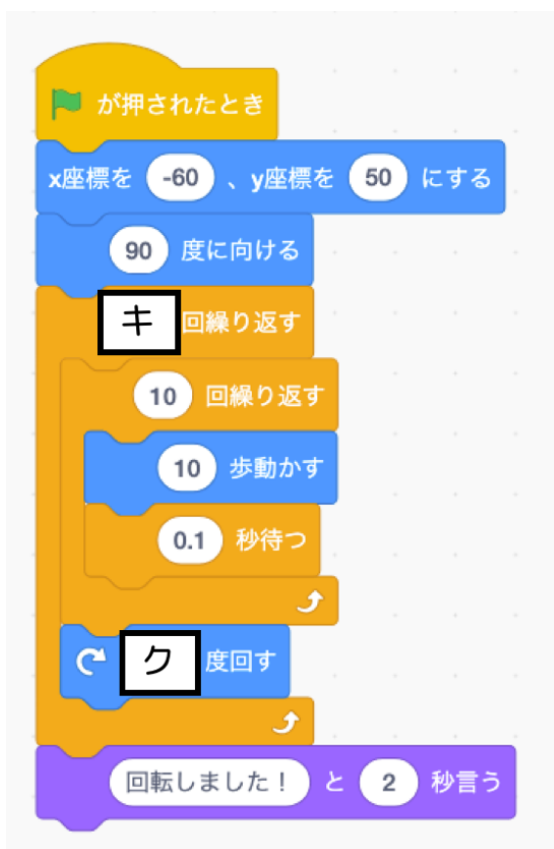 が押されたとき
x座標を -60 、y座標を 50 にする
90 度に向ける
キ 回繰り返す
10 回繰り返す
10 歩動かす
0.1 秒待つ
ク 度回す
回転しました！ と 2 秒言う